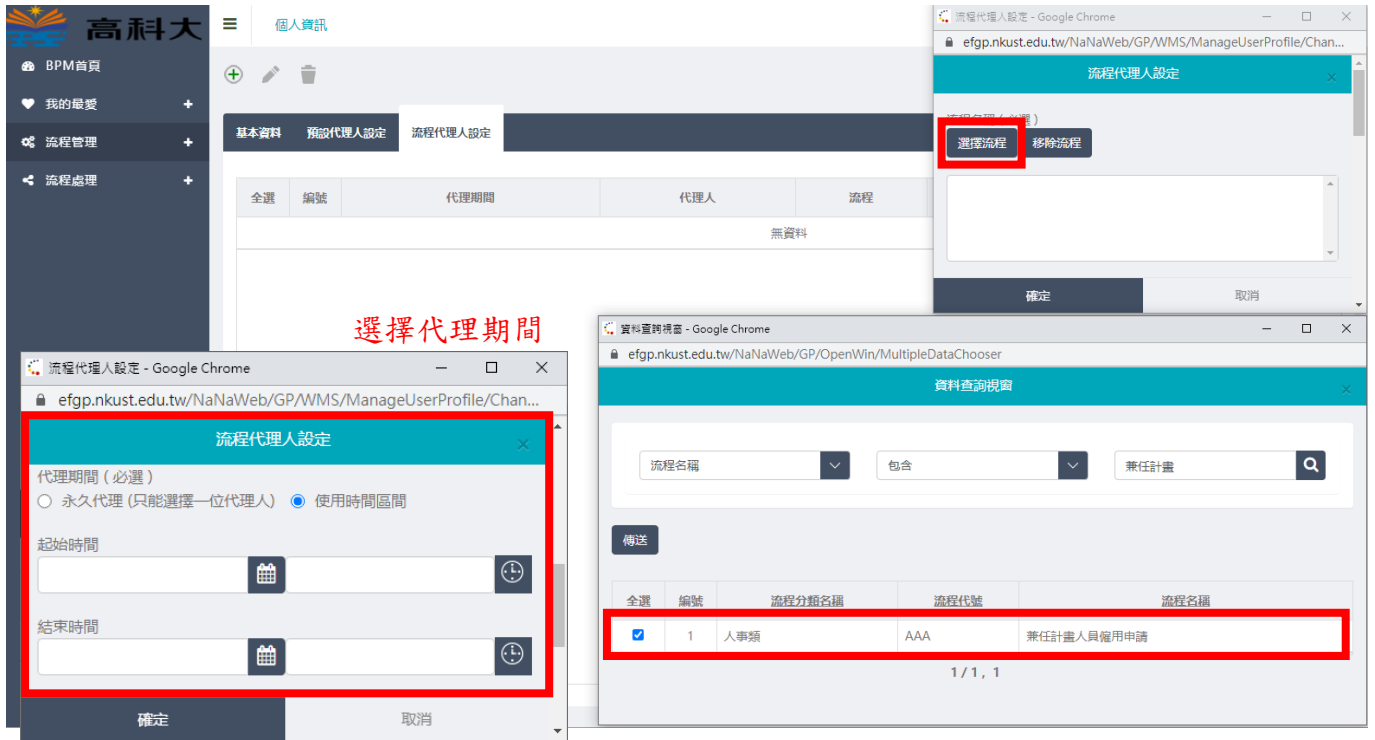 高科大
BPM首頁
我的最愛
流程管理
流程處理
個人資訊
基本資料 預設代理人設定 流程代理人設定
全選 編號 代理期間 代理人 流程
無資料
流程代理人設定 - Google Chrome
efgp.nkust.edu.tw/NaNaWeb/GP/WMS/ManageUserProfile/Chan...
流程代理人設定
流程名稱 ( 必選 )
選擇流程 移除流程
確定 取消
選擇代理期間
流程代理人設定 - Google Chrome
efgp.nkust.edu.tw/NaNaWeb/GP/WMS/ManageUserProfile/Chan...
流程代理人設定
代理期間 ( 必選 )
永久代理 (只能選擇一位代理人) 使用時間區間
起始時間
結束時間
確定 取消
資料查詢視窗 - Google Chrome
efgp.nkust.edu.tw/NaNaWeb/GP/OpenWin/MultipleDataChooser
資料查詢視窗
流程名稱 包含 兼任計畫
傳送
全選 編號 流程分類名稱 流程代號 流程名稱
1 人事類 AAA 兼任計畫人員僱用申請
1 / 1 , 1